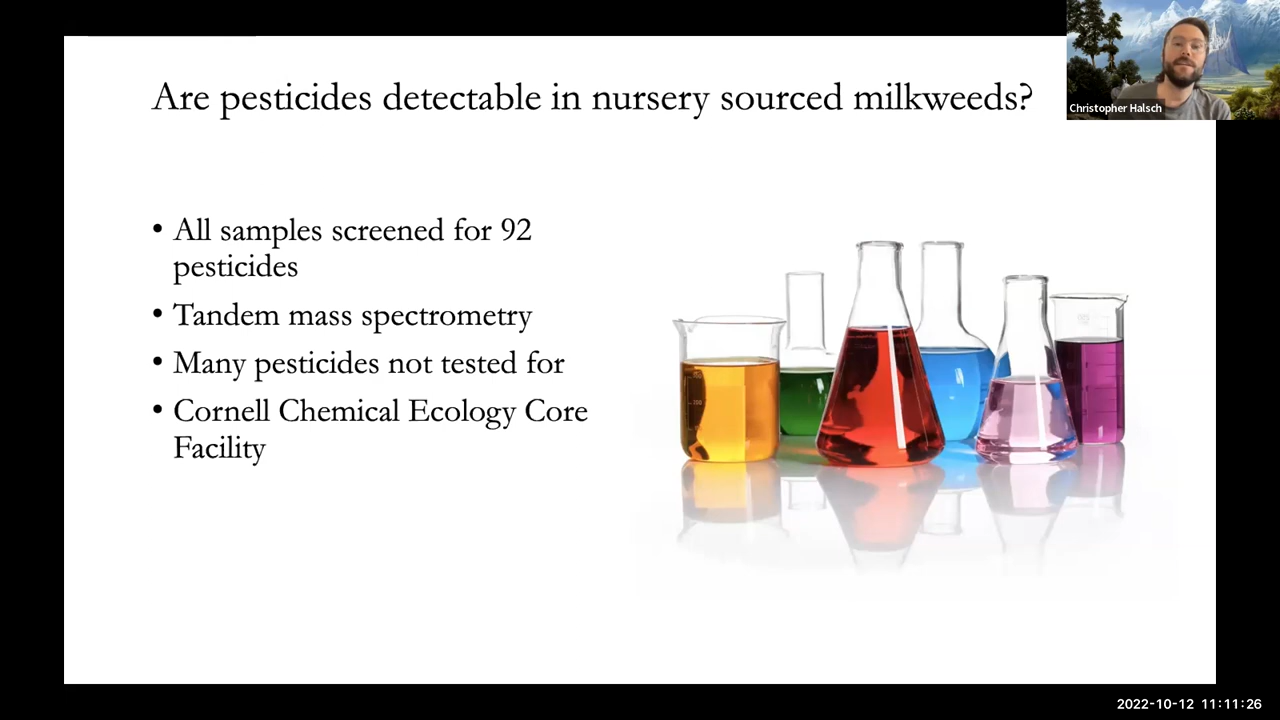 Are pesticides detectable in nursery sourced milkweeds?
Christopher Halsch
• All samples screened for 92
pesticides
• Tandem mass spectrometry
• Many pesticides not tested for
• Cornell Chemical Ecology Core
Facility
2022-10-12 11:11:26